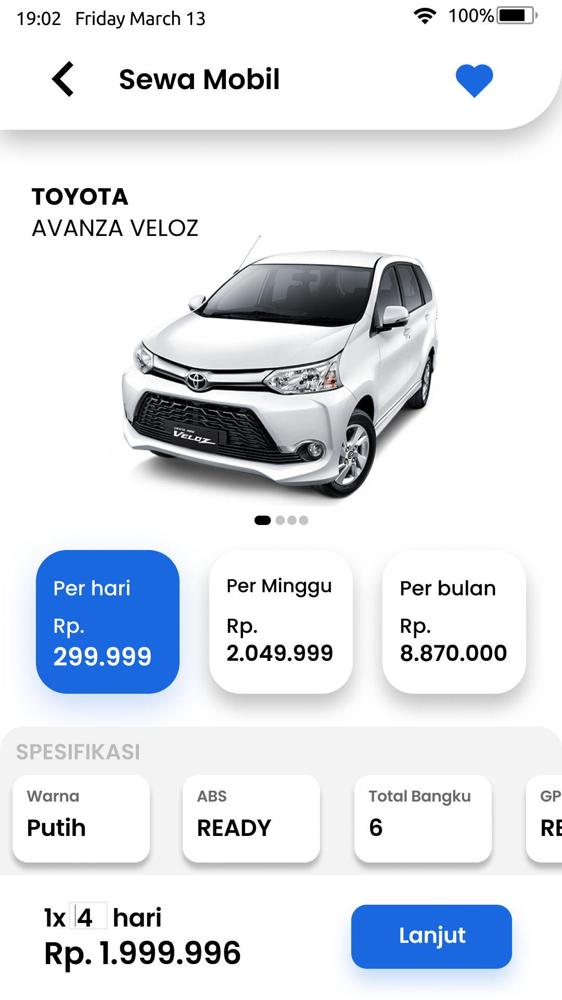 19:02 Friday March 13 100%
Sewa Mobil
TOYOTA
AVANZA VELOZ
GRAND NEW
VELOZ
Per hari
Rp.
299.999
Per Minggu
Rp.
2.049.999
Per bulan
Rp.
8.870.000
SPESIFIKASI
Warna
Putih
ABS
READY
Total Bangku
6
GP
RE
1x 4 hari
Rp. 1.999.996
Lanjut